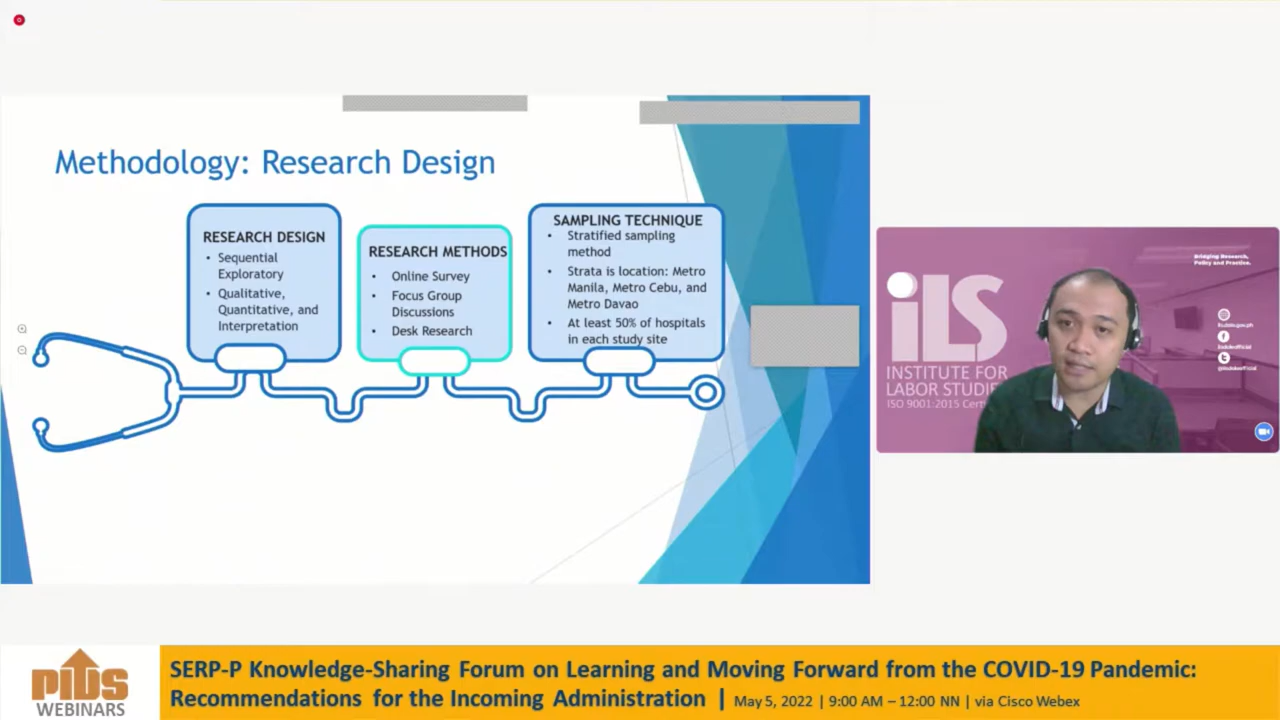 Methodology: Research Design
RESEARCH DESIGN
• Sequential
Exploratory
• Qualitative,
Quantitative, and
Interpretation
RESEARCH METHODS
• Online Survey
• Focus Group
Discussions
• Desk Research
SAMPLING TECHNIQUE
• Stratified sampling
method
• Strata is location: Metro
Manila, Metro Cebu, and
Metro Davao
• At least 50% of hospitals
in each study site
Bridging Research,
Policy and Practice.
iLS
INSTITUTE FOR
LABOR STUDIE
ISO 9001:2015 Cert
PIDS
WEBINARS
SERP-P Knowledge-Sharing Forum on Learning and Moving Forward from the COVID-19 Pandemic:
Recommendations for the Incoming Administration | May 5, 2022 | 9:00 AM – 12:00 NN | via Cisco Webex